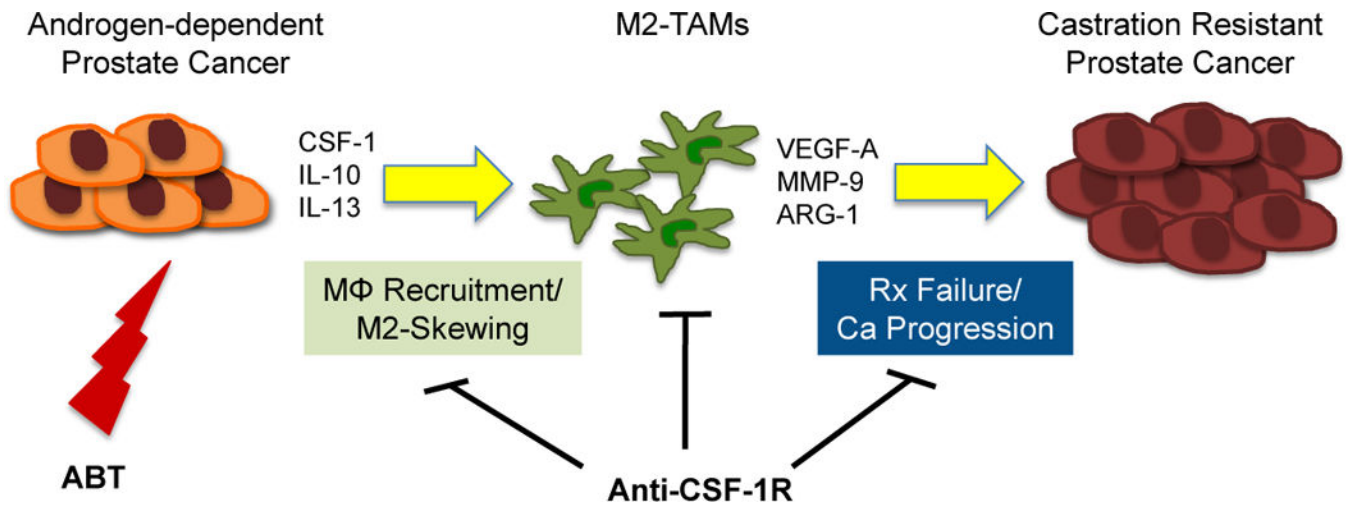 Androgen-dependent
Prostate Cancer
M2-TAMs
Castration Resistant
Prostate Cancer
CSF-1
IL-10
IL-13
VEGF-A
MMP-9
ARG-1
MΦ Recruitment/
M2-Skewing
Rx Failure/
Ca Progression
ABT
Anti-CSF-1R